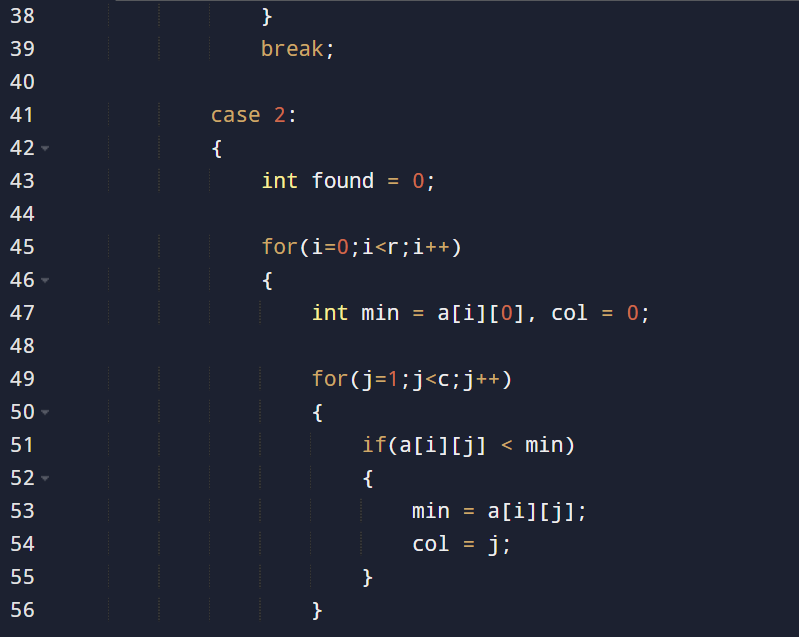 38                  }
39                  break;
40
41              case 2:
42              {
43                  int found = 0;
44
45                  for(i=0;i<r;i++)
46                  {
47                      int min = a[i][0], col = 0;
48
49                      for(j=1;j<c;j++)
50                      {
51                          if(a[i][j] < min)
52                          {
53                              min = a[i][j];
54                              col = j;
55                          }
56                      }